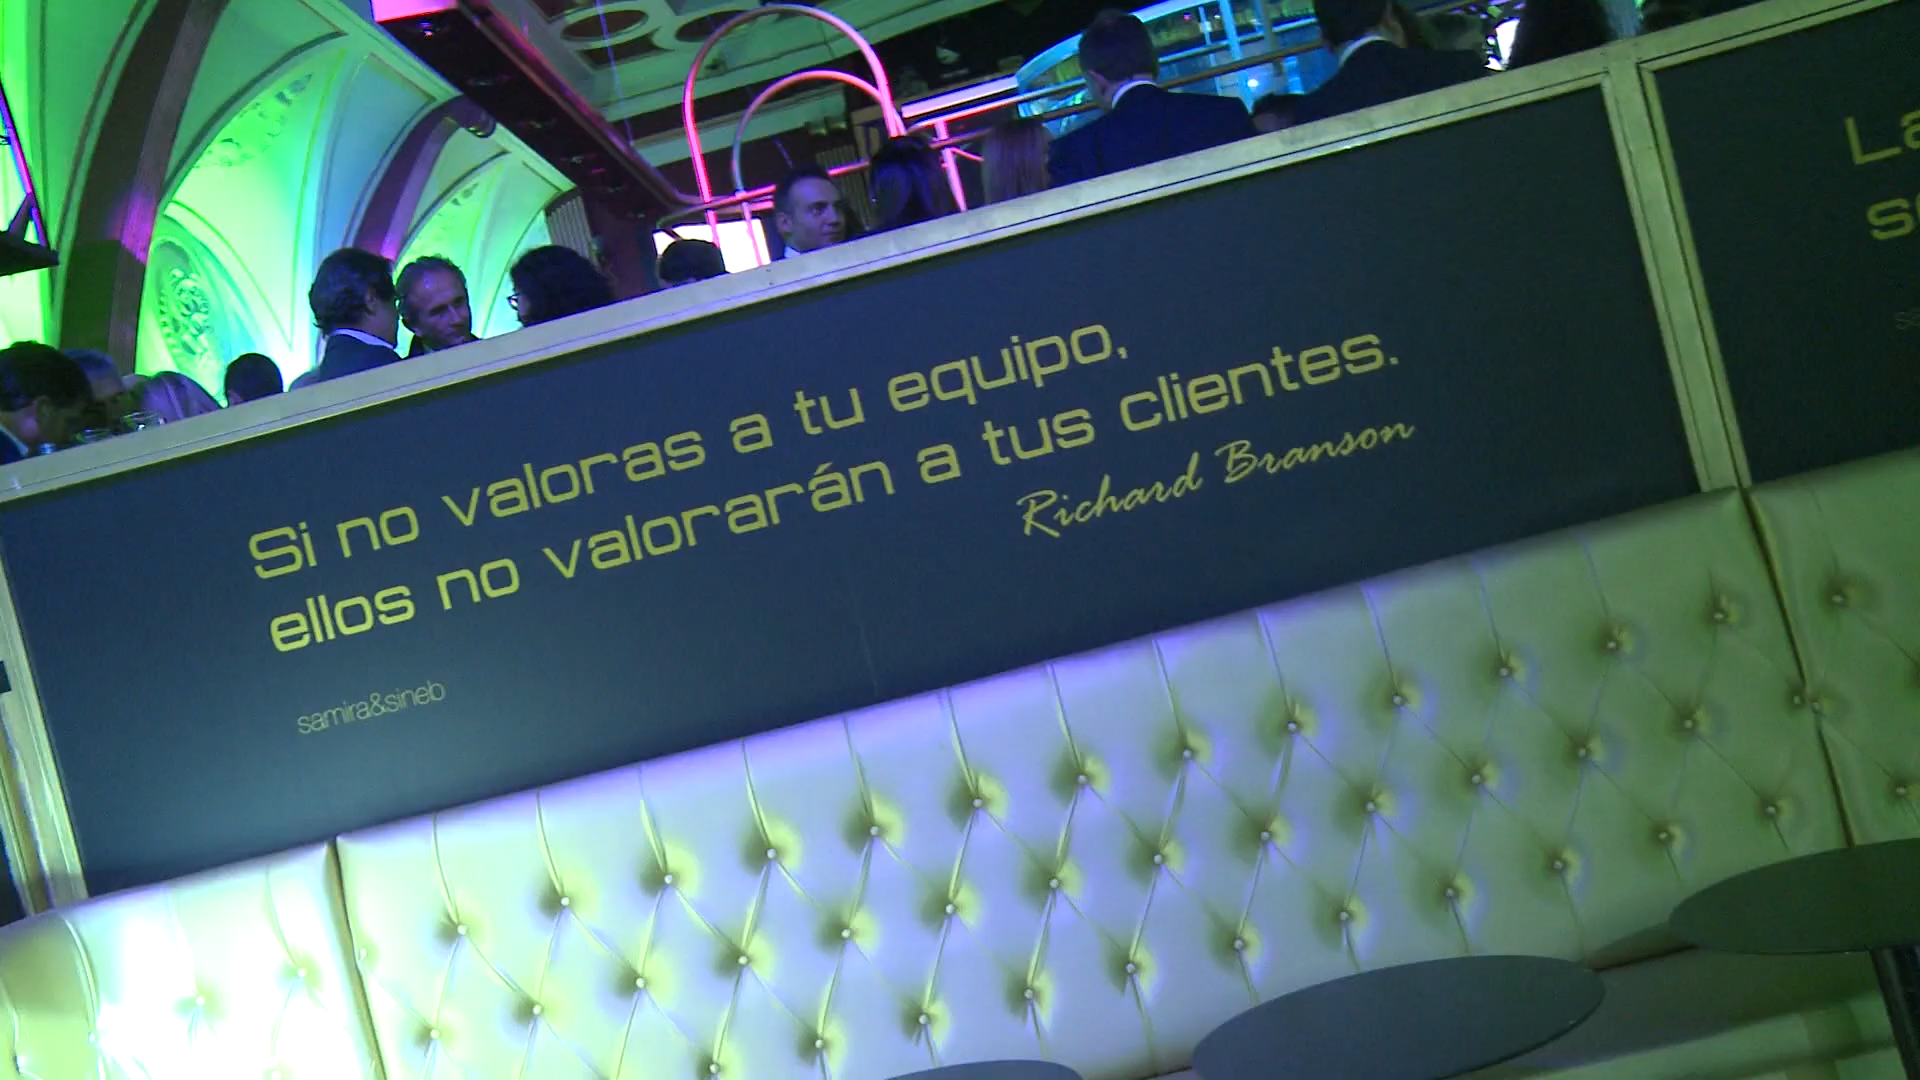 Si no valoras a tu equipo,
ellos no valorarán a tus clientes.
Richard Branson
samira&sineb